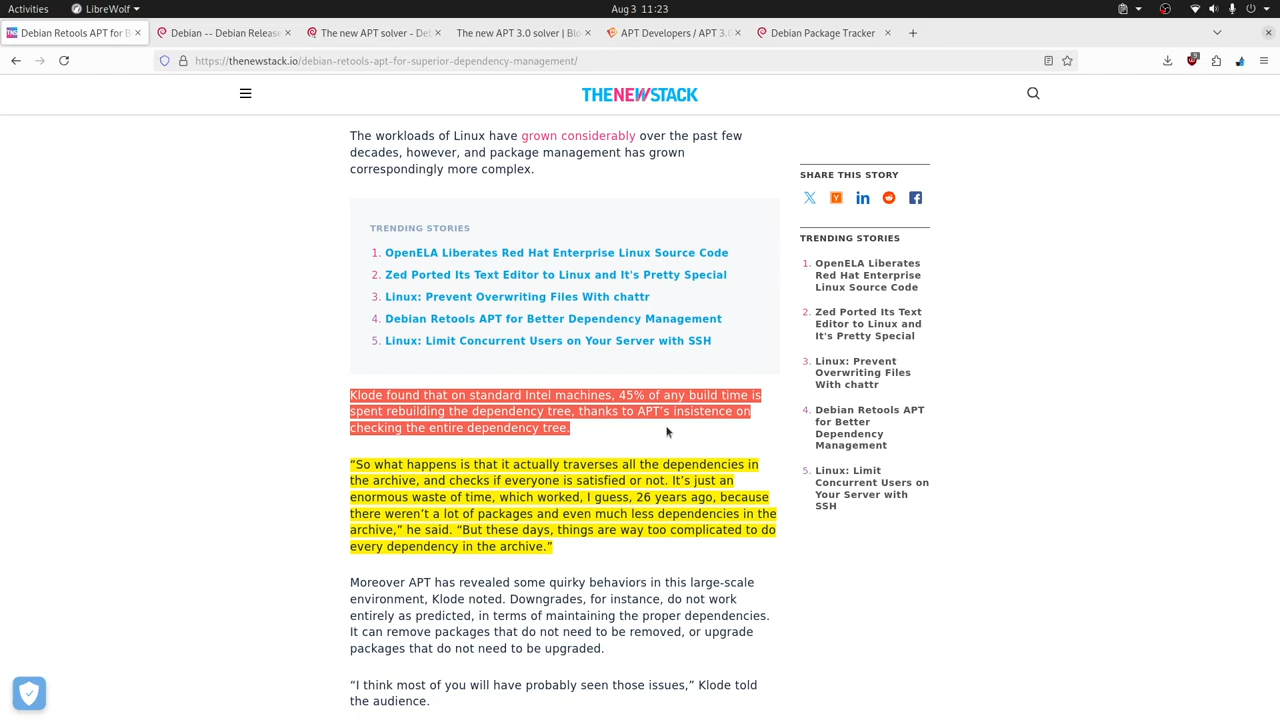 Activities
LibreWolf
Aug 3 11:23
Debian Retools APT for B
Debian -- Debian Release
The new APT solver - Deb
The new APT 3.0 solver | Blo
APT Developers / APT 3.0
Debian Package Tracker
https://thenewstack.io/debian-retools-apt-for-superior-dependency-management/
9
THENEWSTACK
The workloads of Linux have grown considerably over the past few
decades, however, and package management has grown
correspondingly more complex.
TRENDING STORIES
1. OpenELA Liberates Red Hat Enterprise Linux Source Code
2. Zed Ported Its Text Editor to Linux and It's Pretty Special
3. Linux: Prevent Overwriting Files With chattr
4. Debian Retools APT for Better Dependency Management
5. Linux: Limit Concurrent Users on Your Server with SSH
Klode found that on standard Intel machines, 45% of any build time is
spent rebuilding the dependency tree, thanks to APT's insistence on
checking the entire dependency tree.
“So what happens is that it actually traverses all the dependencies in
the archive, and checks if everyone is satisfied or not. It’s just an
enormous waste of time, which worked, I guess, 26 years ago, because
there weren’t a lot of packages and even much less dependencies in the
archive,” he said. “But these days, things are way too complicated to do
every dependency in the archive.”
Moreover APT has revealed some quirky behaviors in this large-scale
environment, Klode noted. Downgrades, for instance, do not work
entirely as predicted, in terms of maintaining the proper dependencies.
It can remove packages that do not need to be removed, or upgrade
packages that do not need to be upgraded.
“I think most of you will have probably seen those issues,” Klode told
the audience.
SHARE THIS STORY
TRENDING STORIES
1. OpenELA Liberates
Red Hat Enterprise
Linux Source Code
2. Zed Ported Its Text
Editor to Linux and
It's Pretty Special
3. Linux: Prevent
Overwriting Files
With chattr
4. Debian Retools APT
for Better
Dependency
Management
5. Linux: Limit
Concurrent Users on
Your Server with
SSH